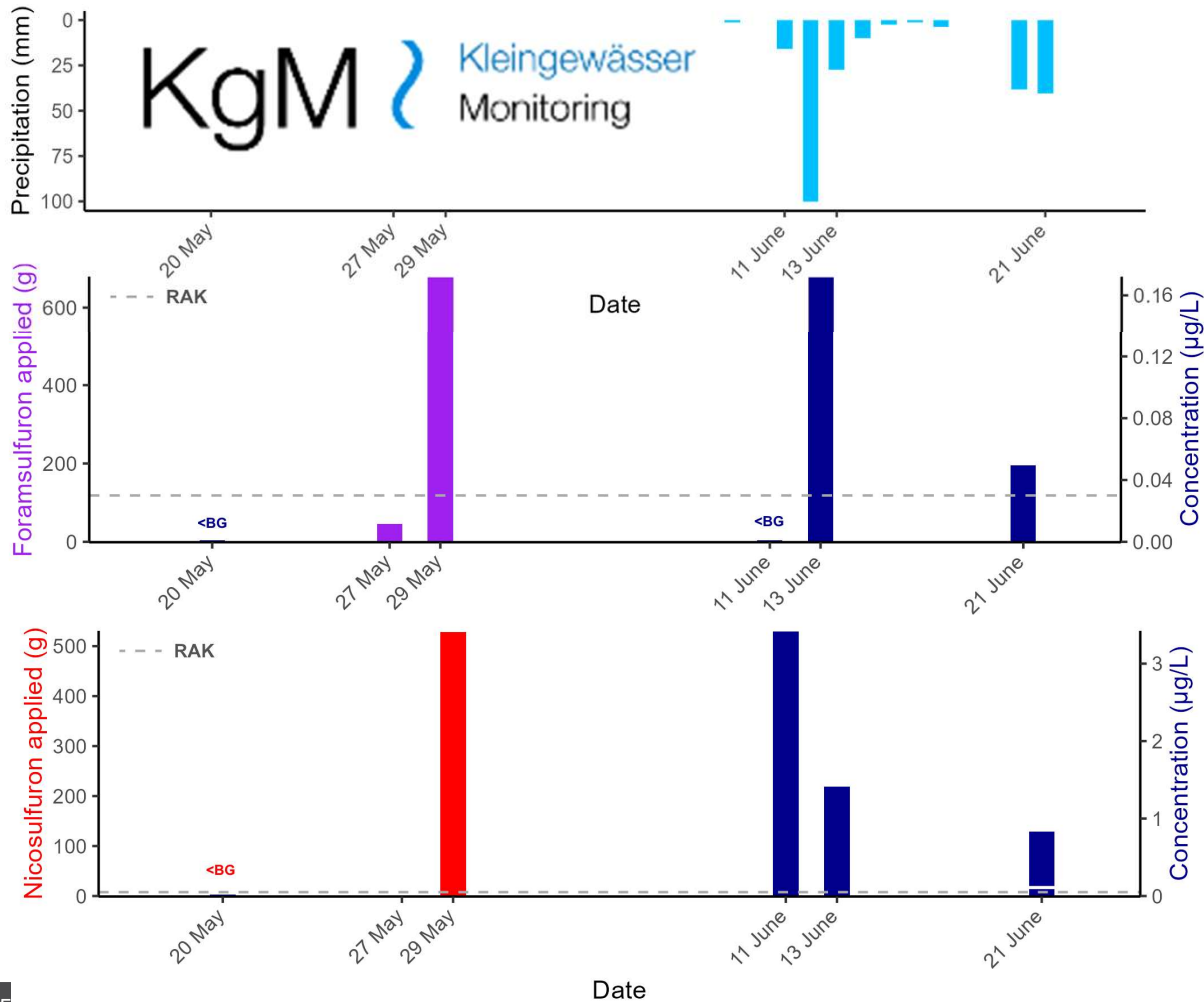 Precipitation (mm)
0
25
50
75
100
KgM
Kleingewässer
Monitoring
20 May
27 May
29 May
11 June
13 June
21 June
Date
Foramsulfuron applied (g)
600
400
200
0
RAK
<BG
<BG
0.16
0.12
0.08
0.04
0.00
Concentration (µg/L)
20 May
27 May
29 May
11 June
13 June
21 June
Nicosulfuron applied (g)
500
400
300
200
100
0
RAK
<BG
3
2
1
0
Concentration (µg/L)
20 May
27 May
29 May
11 June
13 June
21 June
Date